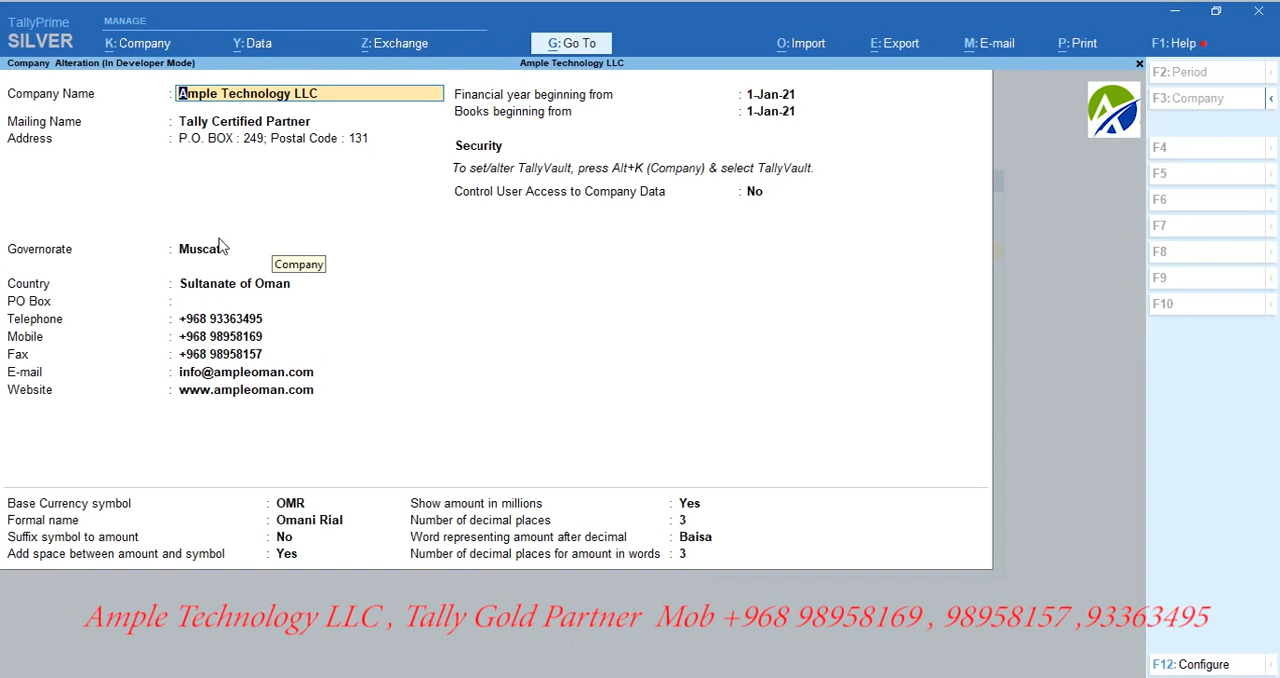 TallyPrime
MANAGE
SILVER
K: Company
Y: Data
Z: Exchange
G: Go To
O: Import
E: Export
M: E-mail
P: Print
F1: Help
Company Alteration (In Developer Mode)
Ample Technology LLC
×
F2: Period
F3: Company
F4
F5
F6
F7
F8
F9
F10
F12: Configure
Company Name : Ample Technology LLC
Mailing Name : Tally Certified Partner
Address : P.O. BOX : 249; Postal Code : 131
Governorate : Muscat
Company
Country : Sultanate of Oman
PO Box :
Telephone : +968 93363495
Mobile : +968 98958169
Fax : +968 98958157
E-mail : info@ampleoman.com
Website : www.ampleoman.com
Financial year beginning from : 1-Jan-21
Books beginning from : 1-Jan-21
Security
To set/alter TallyVault, press Alt+K (Company) & select TallyVault.
Control User Access to Company Data : No
Base Currency symbol : OMR
Formal name : Omani Rial
Suffix symbol to amount : No
Add space between amount and symbol : Yes
Show amount in millions : Yes
Number of decimal places : 3
Word representing amount after decimal : Baisa
Number of decimal places for amount in words : 3
Ample Technology LLC , Tally Gold Partner Mob +968 98958169 , 98958157 ,93363495